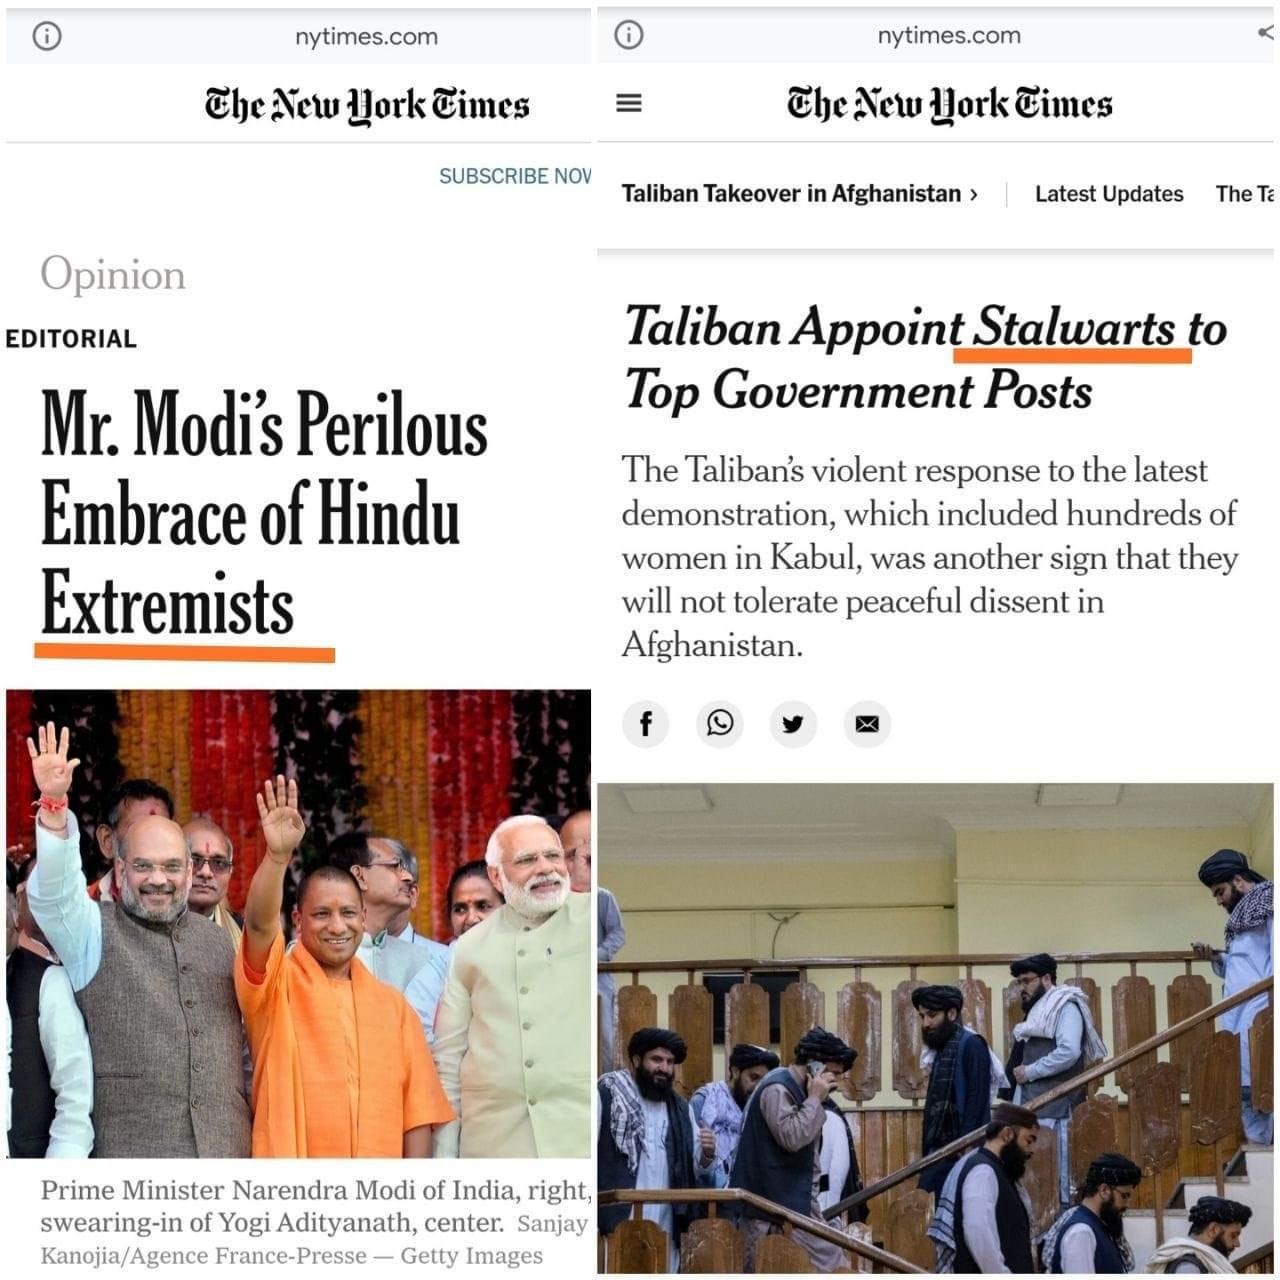 nytimes.com
The New York Times
SUBSCRIBE NOW
Opinion
EDITORIAL
Mr. Modi's Perilous
Embrace of Hindu
Extremists
Prime Minister Narendra Modi of India, right,
swearing-in of Yogi Adityanath, center. Sanjay
Kanojia/Agence France-Presse — Getty Images
nytimes.com
The New York Times
Taliban Takeover in Afghanistan › Latest Updates The
Taliban Appoint Stalwarts to
Top Government Posts
The Taliban's violent response to the latest
demonstration, which included hundreds of
women in Kabul, was another sign that they
will not tolerate peaceful dissent in
Afghanistan.